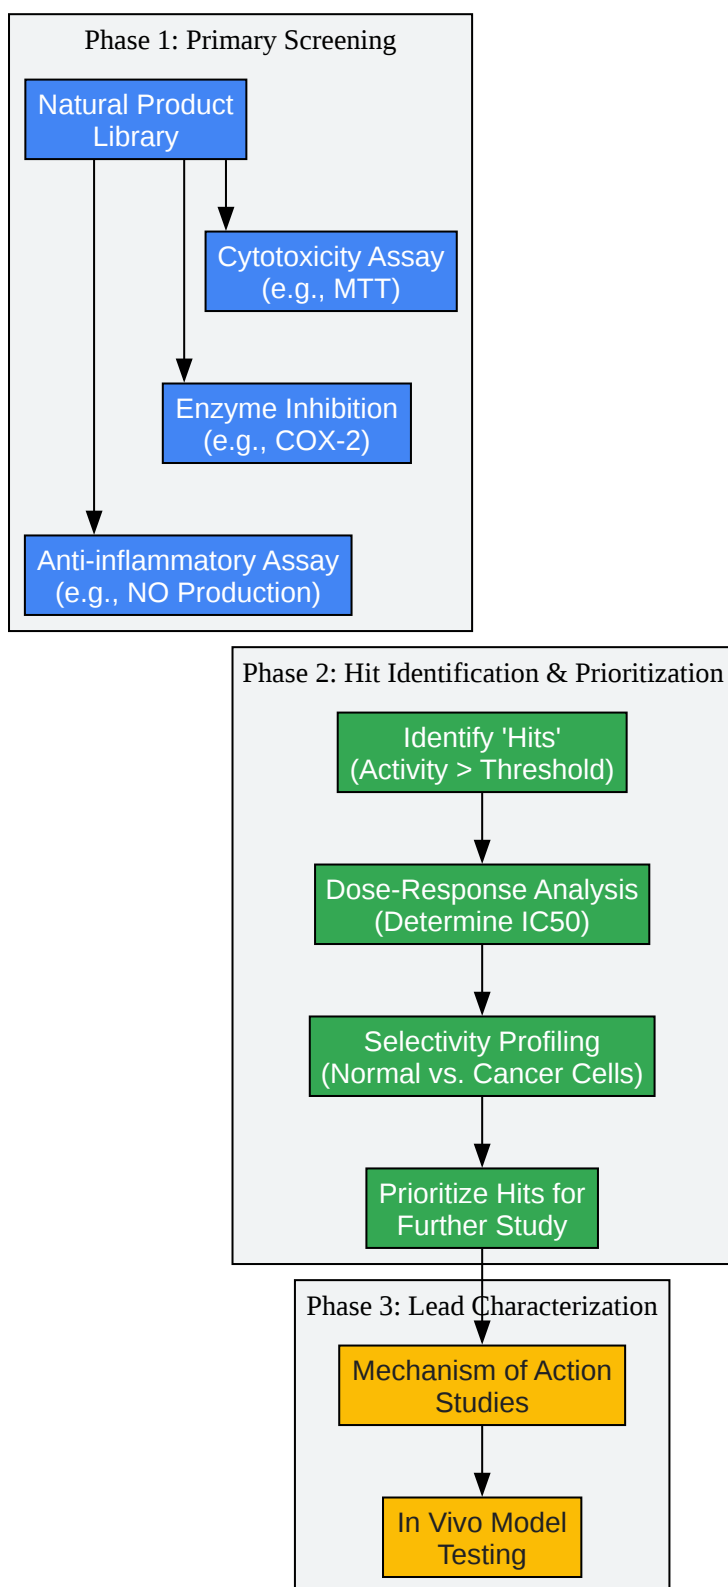 Phase 1: Primary Screening
Natural Product
Library
Cytotoxicity Assay
(e.g., MTT)
Enzyme Inhibition
(e.g., COX-2)
Anti-inflammatory Assay
(e.g., NO Production)
Phase 2: Hit Identification & Prioritization
Identify 'Hits'
(Activity > Threshold)
Dose-Response Analysis
(Determine IC50)
Selectivity Profiling
(Normal vs. Cancer Cells)
Prioritize Hits for
Further Study
Phase 3: Lead Characterization
Mechanism of Action
Studies
In Vivo Model
Testing